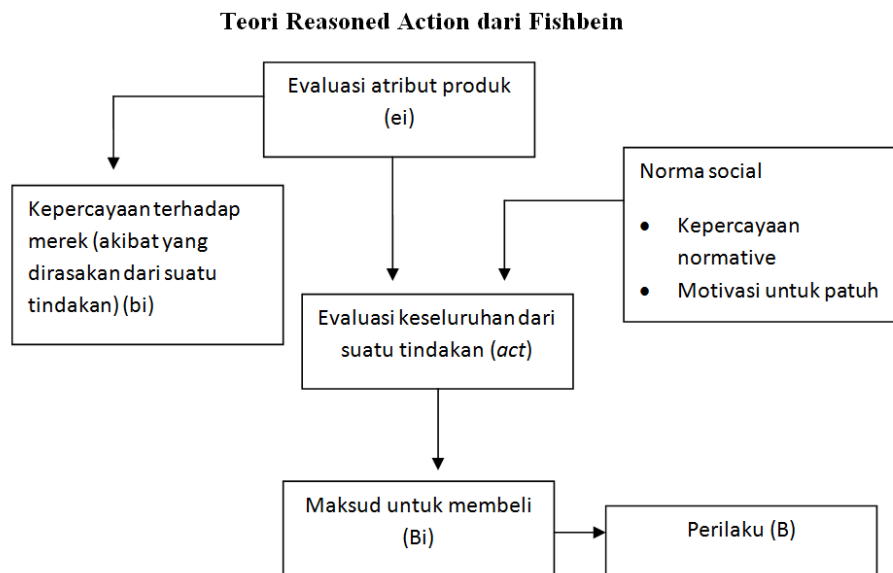 Teori Reasoned Action dari Fishbein
Evaluasi atribut produk
(ei)
Norma social
• Kepercayaan
normative
• Motivasi untuk patuh
Kepercayaan terhadap
merek (akibat yang
dirasakan dari suatu
tindakan) (bi)
Evaluasi keseluruhan dari
suatu tindakan (act)
Maksud untuk membeli
(Bi)
Perilaku (B)